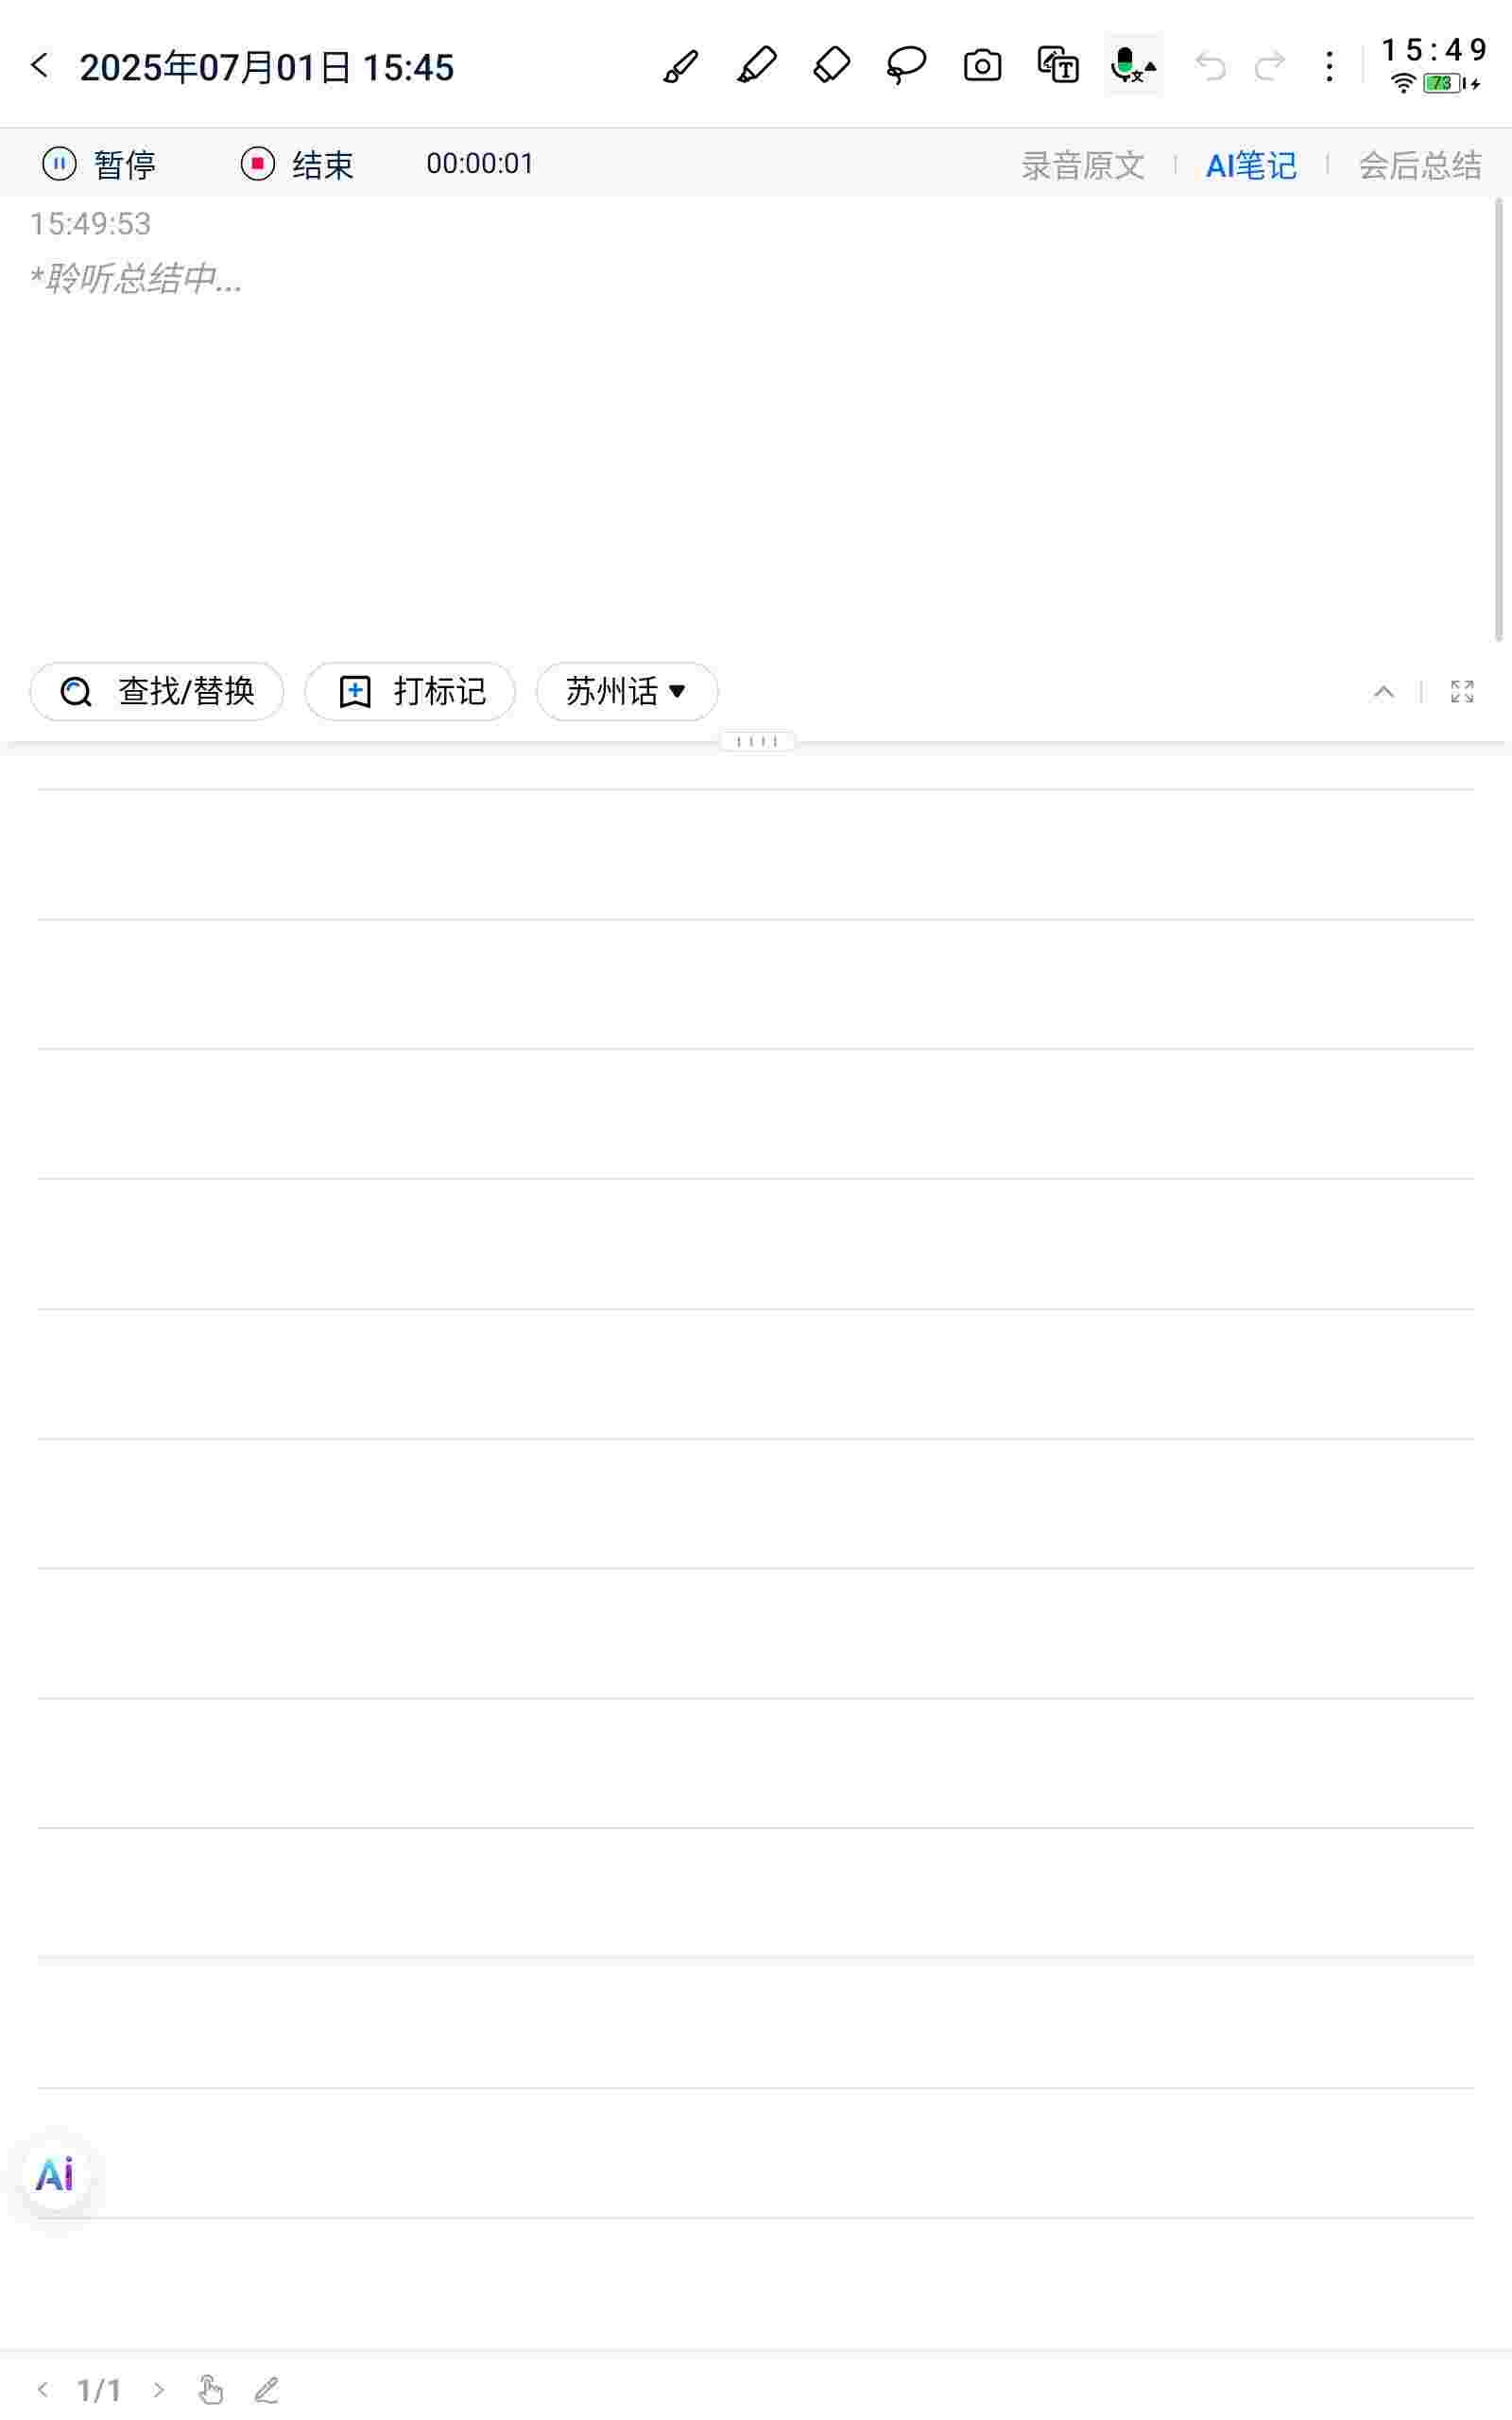 2025年07月01日 15:45
15:49
73
暂停 结束 00:00:01 录音原文 AI笔记 会后总结
15:49:53
*聆听总结中...
查找/替换 打标记 苏州话
Ai
1/1